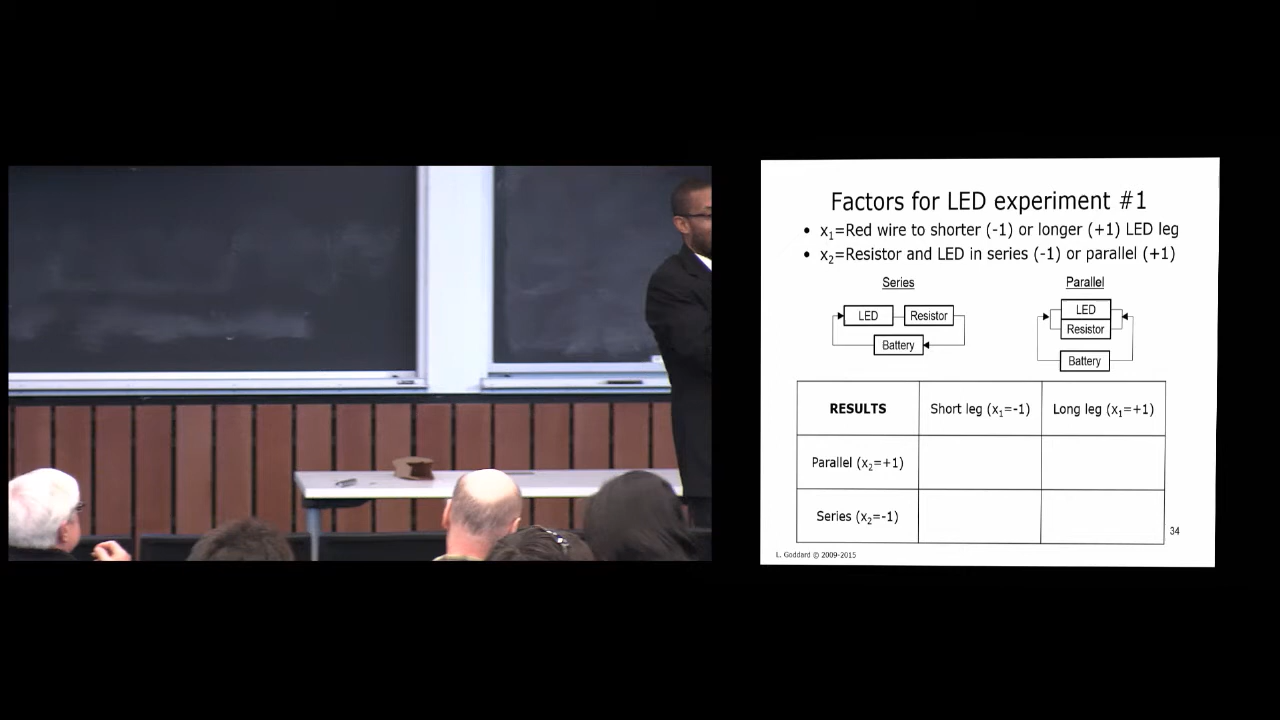 Factors for LED experiment #1
• x₁=Red wire to shorter (-1) or longer (+1) LED leg
• x₂=Resistor and LED in series (-1) or parallel (+1)
Series
LED Resistor
Battery
Parallel
LED
Resistor
Battery
RESULTS Short leg (x₁=-1) Long leg (x₁=+1)
Parallel (x₂=+1)
Series (x₂=-1)
34
L. Goddard © 2009-2015